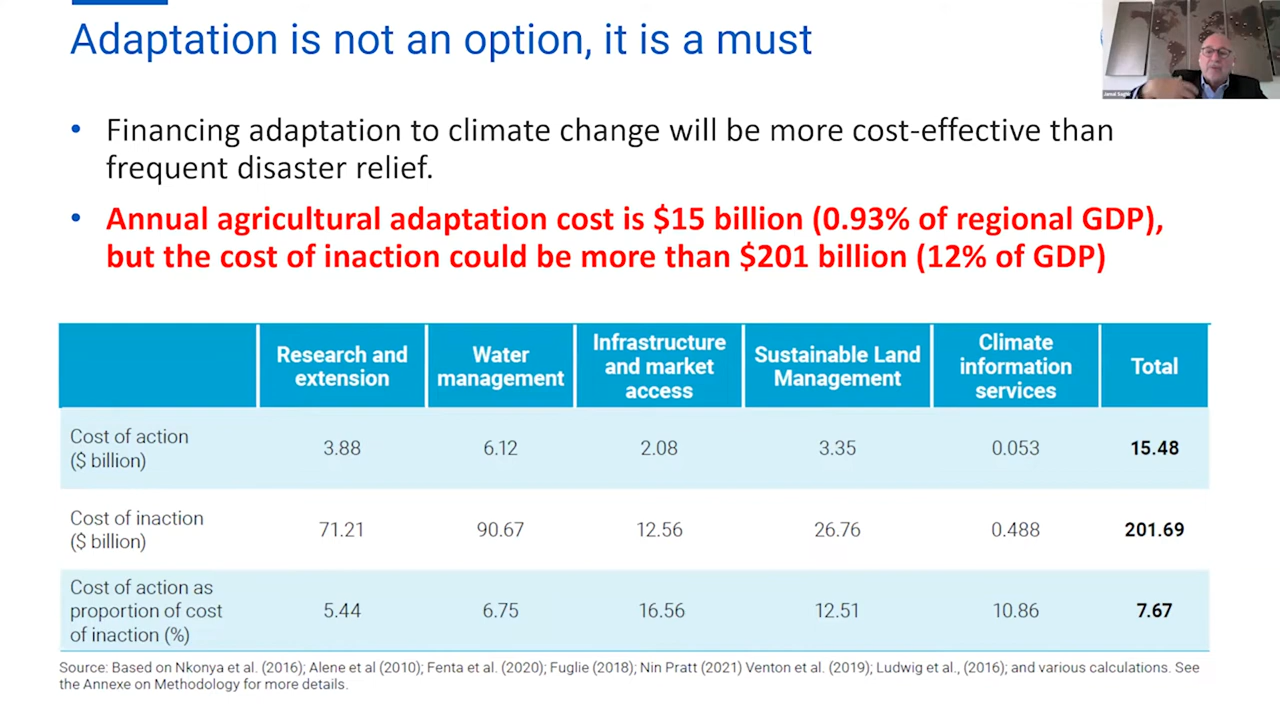 Adaptation is not an option, it is a must
• Financing adaptation to climate change will be more cost-effective than
frequent disaster relief.
• Annual agricultural adaptation cost is $15 billion (0.93% of regional GDP),
but the cost of inaction could be more than $201 billion (12% of GDP)
Research and extension Water management Infrastructure and market access Sustainable Land Management Climate information services Total
Cost of action ($ billion) 3.88 6.12 2.08 3.35 0.053 15.48
Cost of inaction ($ billion) 71.21 90.67 12.56 26.76 0.488 201.69
Cost of action as proportion of cost of inaction (%) 5.44 6.75 16.56 12.51 10.86 7.67
Source: Based on Nkonya et al. (2016); Alene et al (2010); Fenta et al. (2020); Fuglie (2018); Nin Pratt (2021) Venton et al. (2019); Ludwig et al., (2016); and various calculations. See
the Annexe on Methodology for more details.